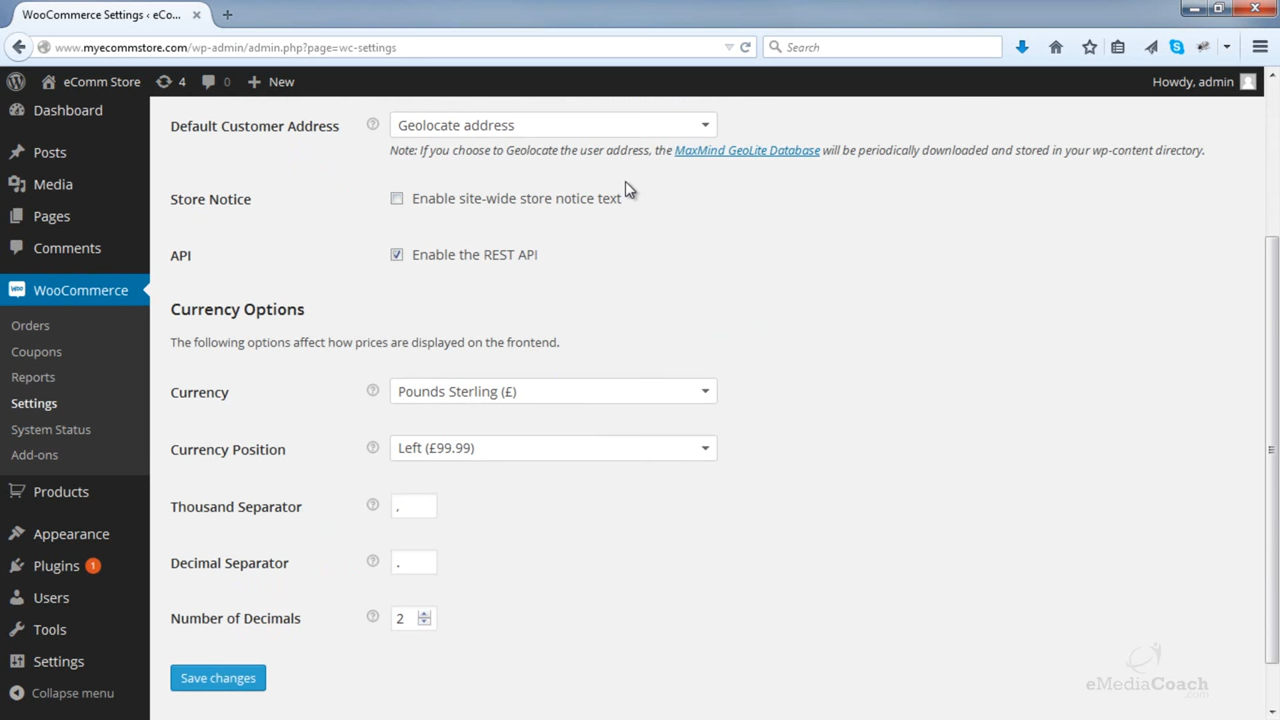 WooCommerce Settings ‹ eCo...
www.myecommstore.com/wp-admin/admin.php?page=wc-settings
Search
eComm Store
4
0
New
Howdy, admin
Dashboard
Posts
Media
Pages
Comments
WooCommerce
Orders
Coupons
Reports
Settings
System Status
Add-ons
Products
Appearance
Plugins 1
Users
Tools
Settings
Collapse menu
Default Customer Address
Geolocate address
Note: If you choose to Geolocate the user address, the MaxMind GeoLite Database will be periodically downloaded and stored in your wp-content directory.
Store Notice
Enable site-wide store notice text
API
Enable the REST API
Currency Options
The following options affect how prices are displayed on the frontend.
Currency
Pounds Sterling (£)
Currency Position
Left (£99.99)
Thousand Separator
,
Decimal Separator
.
Number of Decimals
2
Save changes
eMediaCoach
.com